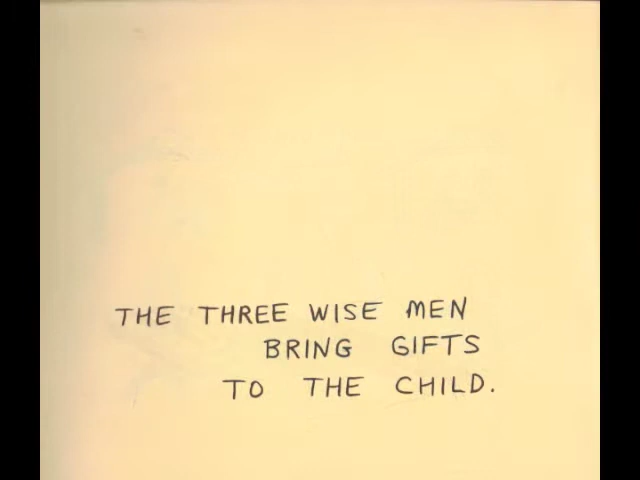 THE THREE WISE MEN
BRING GIFTS
TO THE CHILD.